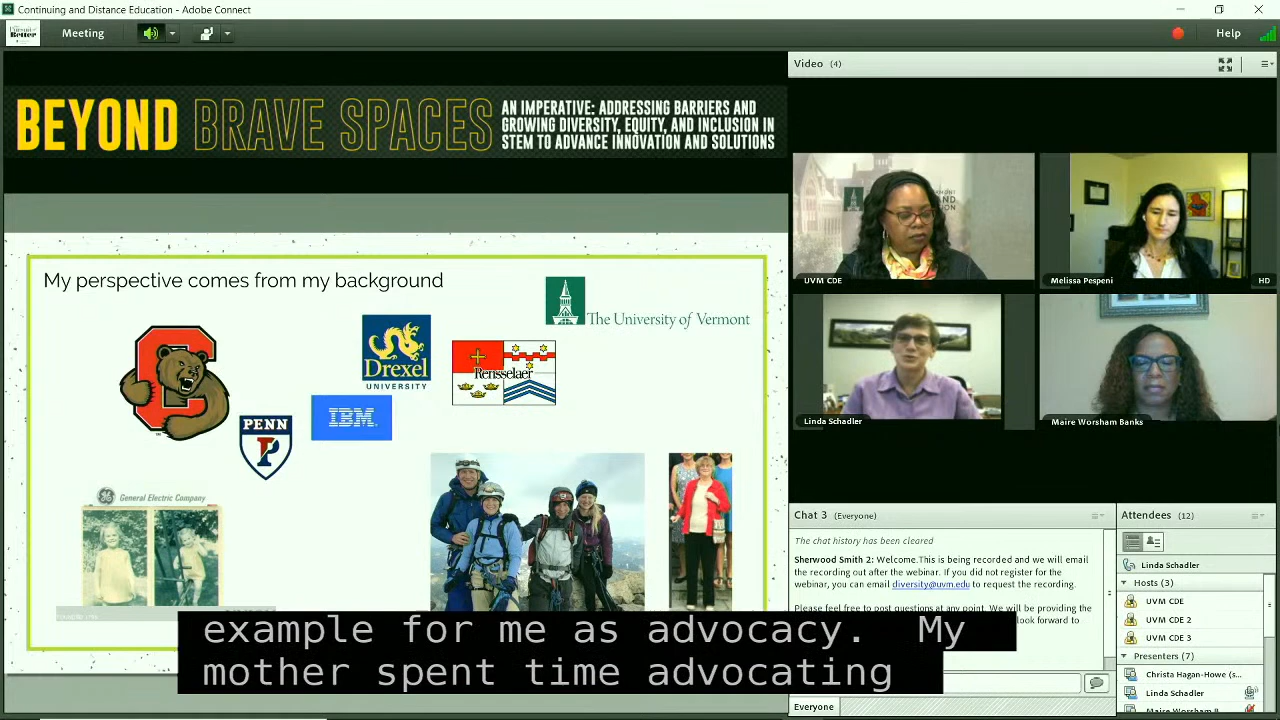 Continuing and Distance Education - Adobe Connect
Meeting
Help
BEYOND BRAVE SPACES
AN IMPERATIVE: ADDRESSING BARRIERS AND
GROWING DIVERSITY, EQUITY, AND INCLUSION IN
STEM TO ADVANCE INNOVATION AND SOLUTIONS
My perspective comes from my background
The University of Vermont
C
Drexel
UNIVERSITY
Rensselaer
IBM
PENN
P
General Electric Company
example for me as advocacy. My
mother spent time advocating
Video (4)
UVM CDE
Melissa Pespeni
HD
Linda Schadler
Maire Worsham Banks
Chat 3 (Everyone)
The chat history has been cleared
Sherwood Smith 2: Welcome.This is being recorded and we will email
the recording out after the webinar. If you did not register for the
webinar, you can email diversity@uvm.edu to request the recording.
Please feel free to post questions at any point. We will be providing the
look forward to
Everyone
Attendees (12)
Linda Schadler
Hosts (3)
UVM CDE
UVM CDE 2
UVM CDE 3
Presenters (7)
Christa Hagan-Howe (s...
Linda Schadler
Maire Worsham B